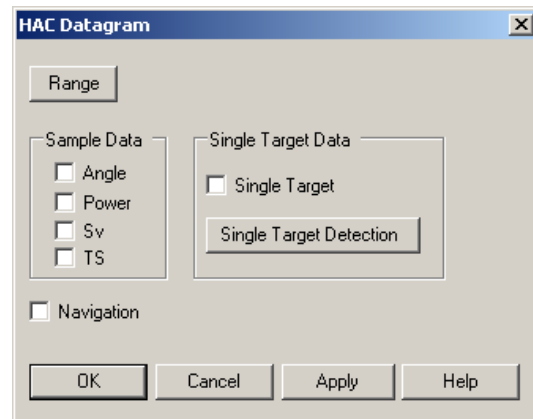 HAC Datagram
Range
Sample Data
Angle
Power
Sv
TS
Single Target Data
Single Target
Single Target Detection
Navigation
OK Cancel Apply Help